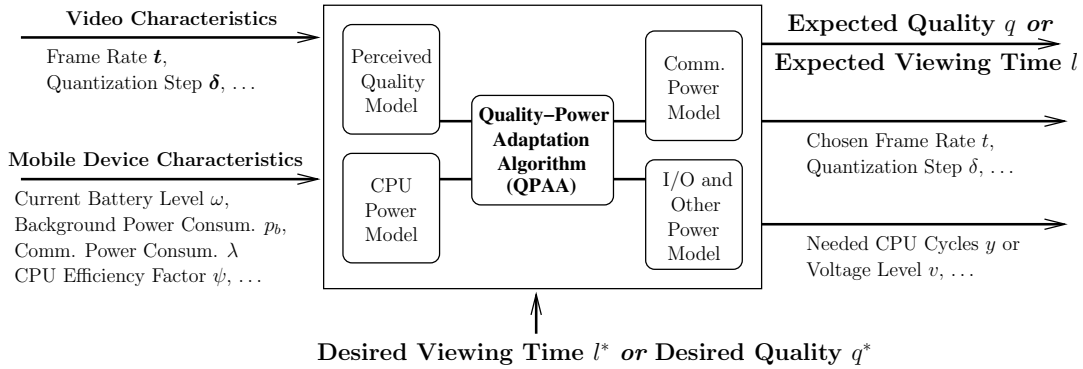 Video Characteristics
Frame Rate t,
Quantization Step δ, …
Mobile Device Characteristics
Current Battery Level ω,
Background Power Consum. p_b,
Comm. Power Consum. λ
CPU Efficiency Factor ψ, …
Perceived
Quality
Model
CPU
Power
Model
Quality−Power
Adaptation
Algorithm
(QPAA)
Comm.
Power
Model
I/O and
Other
Power
Model
Expected Quality q or
Expected Viewing Time l
Chosen Frame Rate t,
Quantization Step δ, …
Needed CPU Cycles y or
Voltage Level v, …
Desired Viewing Time l* or Desired Quality q*